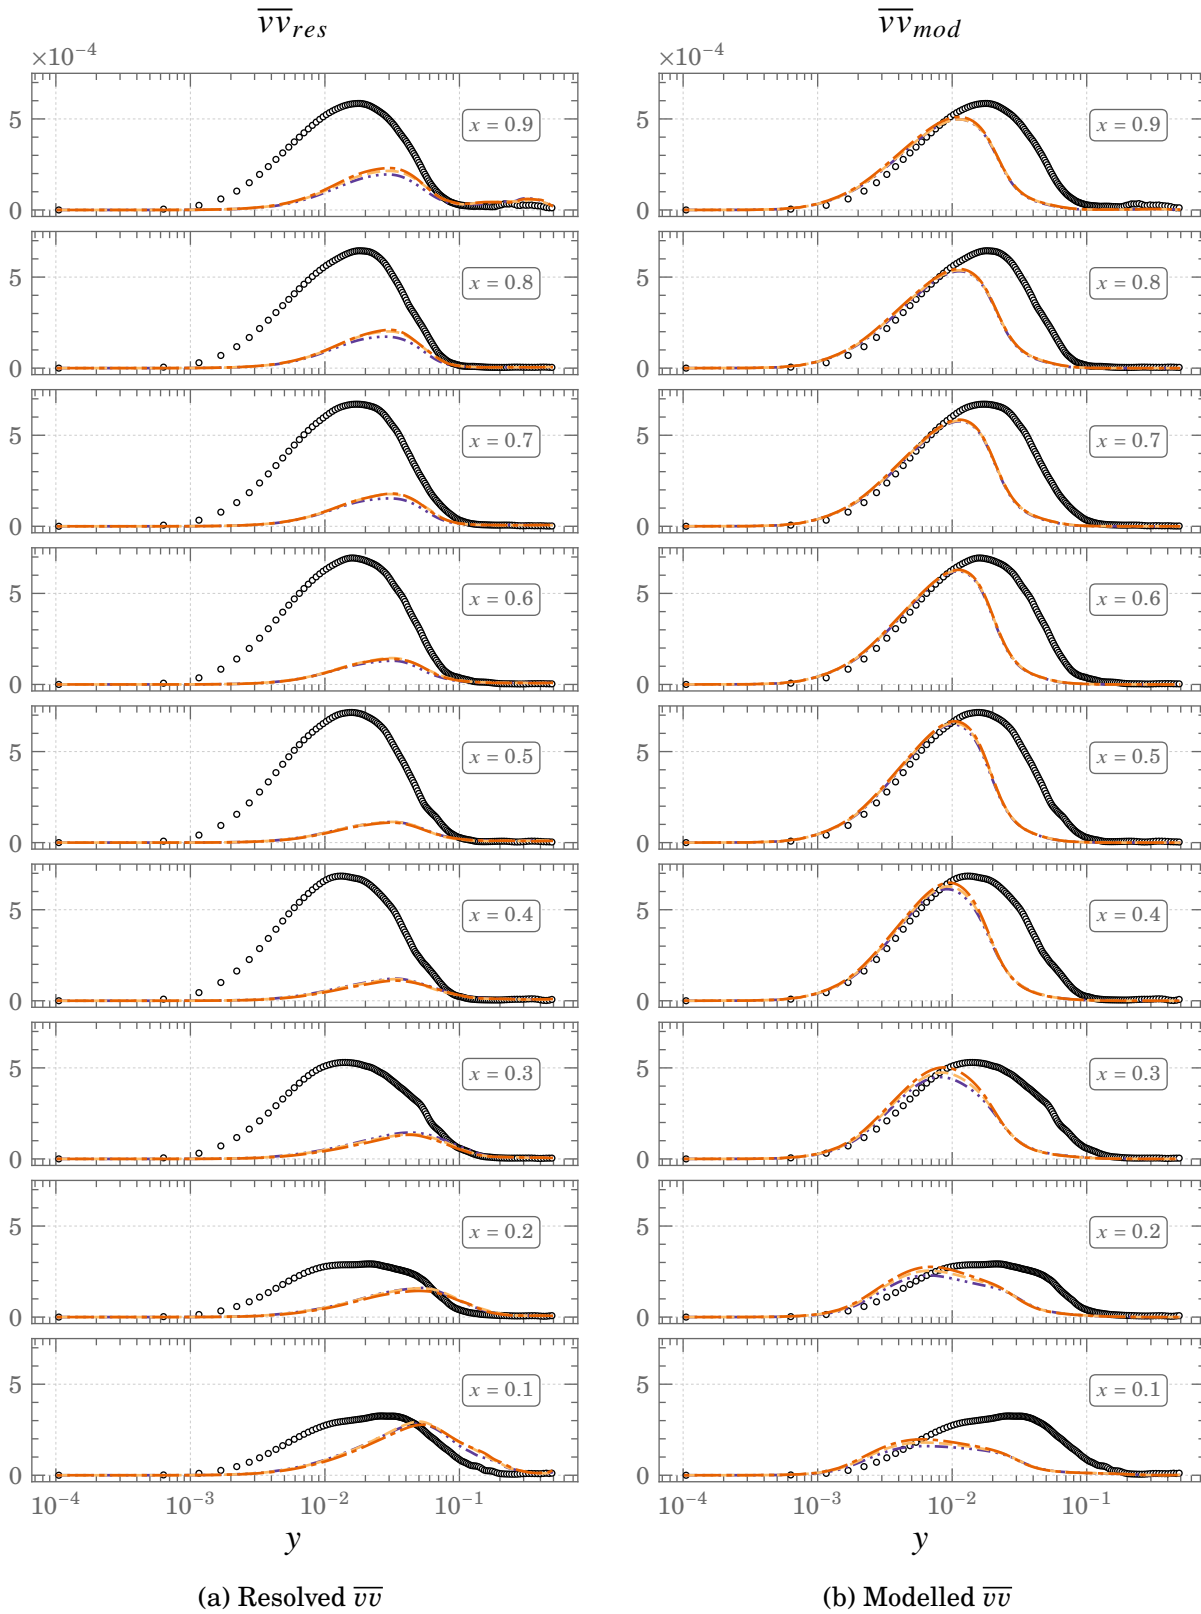 $\overline{vv}_{res}$
×10⁻⁴
5
0
x = 0.9
5
0
x = 0.8
5
0
x = 0.7
5
0
x = 0.6
5
0
x = 0.5
5
0
x = 0.4
5
0
x = 0.3
5
0
x = 0.2
5
0
x = 0.1
10⁻⁴ 10⁻³ 10⁻² 10⁻¹
y
(a) Resolved $\overline{vv}$
$\overline{vv}_{mod}$
×10⁻⁴
5
0
x = 0.9
5
0
x = 0.8
5
0
x = 0.7
5
0
x = 0.6
5
0
x = 0.5
5
0
x = 0.4
5
0
x = 0.3
5
0
x = 0.2
5
0
x = 0.1
10⁻⁴ 10⁻³ 10⁻² 10⁻¹
y
(b) Modelled $\overline{vv}$